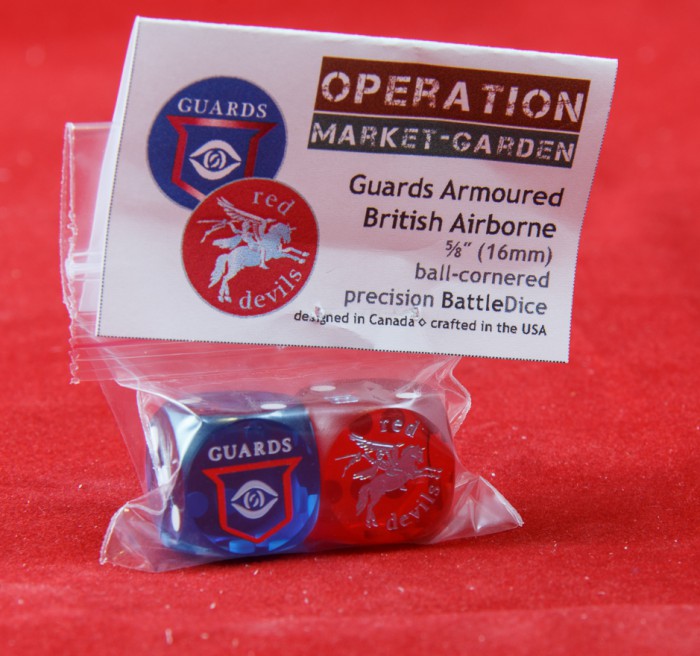 GUARDS
red
devils
OPERATION
MARKET-GARDEN
Guards Armoured
British Airborne
⅝" (16mm)
ball-cornered
precision BattleDice
designed in Canada ◊ crafted in the USA
GUARDS
red
devils